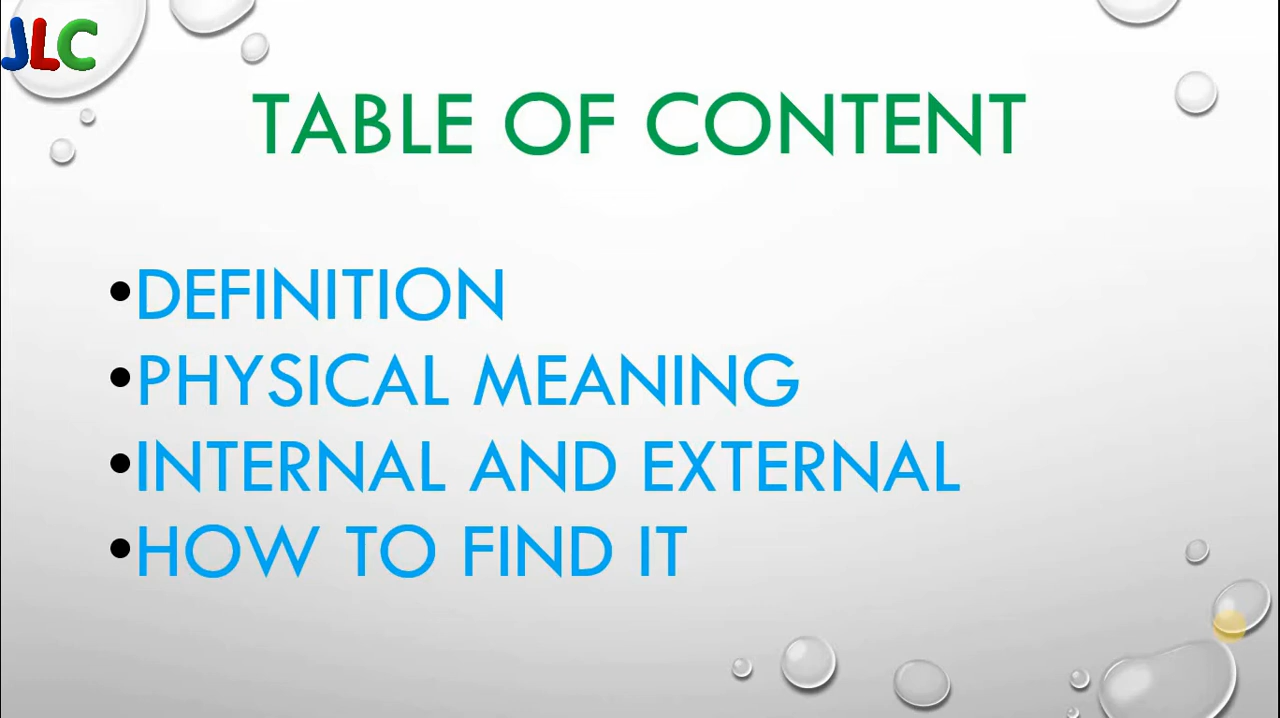 JLC
TABLE OF CONTENT
•DEFINITION
•PHYSICAL MEANING
•INTERNAL AND EXTERNAL
•HOW TO FIND IT